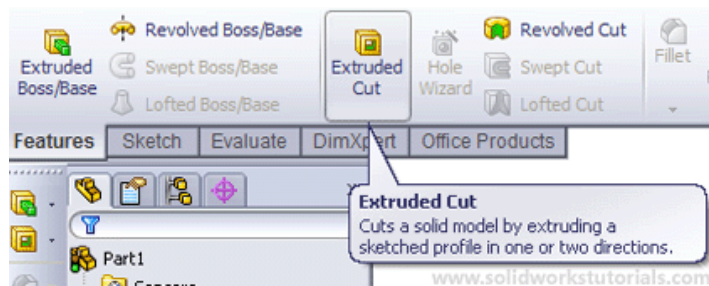 Extruded Boss/Base
Revolved Boss/Base
Swept Boss/Base
Lofted Boss/Base
Extruded Cut
Hole Wizard
Revolved Cut
Swept Cut
Lofted Cut
Fillet
Features Sketch Evaluate DimXpert Office Products
Extruded Cut
Cuts a solid model by extruding a
sketched profile in one or two directions.
Part1
www.solidworkstutorials.com